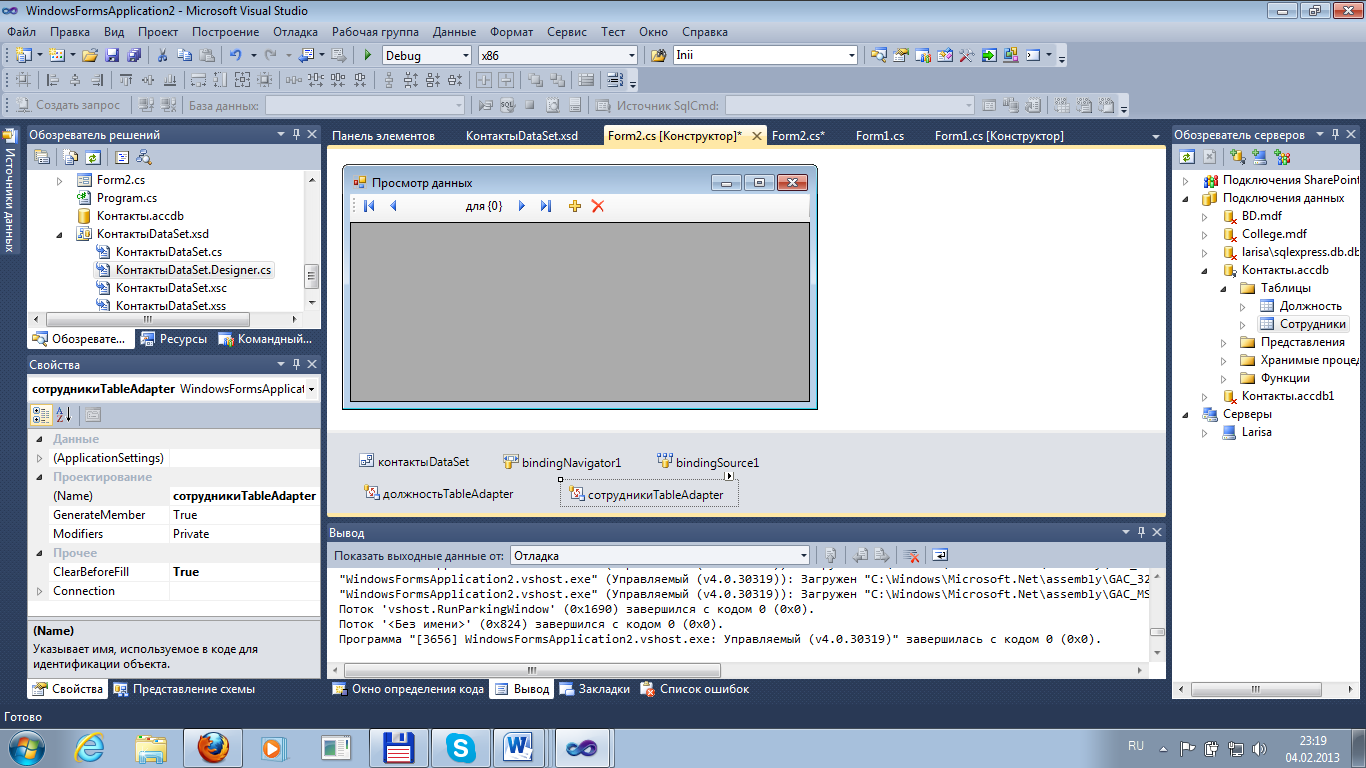 WindowsFormsApplication2 - Microsoft Visual Studio
Файл Правка Вид Проект Построение Отладка Рабочая группа Данные Формат Сервис Тест Окно Справка
Debug x86 Inii
Создать запрос База данных: Источник SqlCmd:
Источники данных
Обозреватель решений
Form2.cs
Program.cs
Контакты.accdb
КонтактыDataSet.xsd
КонтактыDataSet.cs
КонтактыDataSet.Designer.cs
КонтактыDataSet.xsc
КонтактыDataSet.xss
Обозревате... Ресурсы Командный...
Свойства
сотрудникиTableAdapter WindowsFormsApplicat
Данные
(ApplicationSettings)
Проектирование
(Name) сотрудникиTableAdapter
GenerateMember True
Modifiers Private
Прочее
ClearBeforeFill True
Connection
(Name)
Указывает имя, используемое в коде для
идентификации объекта.
Свойства Представление схемы
Панель элементов КонтактыDataSet.xsd Form2.cs [Конструктор]* Form2.cs* Form1.cs Form1.cs [Конструктор]
Просмотр данных
для {0}
контактыDataSet bindingNavigator1 bindingSource1
должностьTableAdapter сотрудникиTableAdapter
Вывод
Показать выходные данные от: Отладка
"WindowsFormsApplication2.vshost.exe" (Управляемый (v4.0.30319)): Загружен "C:\Windows\Microsoft.Net\assembly\GAC_32
"WindowsFormsApplication2.vshost.exe" (Управляемый (v4.0.30319)): Загружен "C:\Windows\Microsoft.Net\assembly\GAC_MS
Поток 'vshost.RunParkingWindow' (0x1690) завершился с кодом 0 (0x0).
Поток '<Без имени>' (0x824) завершился с кодом 0 (0x0).
Программа "[3656] WindowsFormsApplication2.vshost.exe: Управляемый (v4.0.30319)" завершилась с кодом 0 (0x0).
Окно определения кода Вывод Закладки Список ошибок
Обозреватель серверов
Подключения SharePoint
Подключения данных
BD.mdf
College.mdf
larisa\sqlexpress.db.db
Контакты.accdb
Таблицы
Должность
Сотрудники
Представления
Хранимые процед
Функции
Контакты.accdb1
Серверы
Larisa
Готово
RU 23:19
04.02.2013